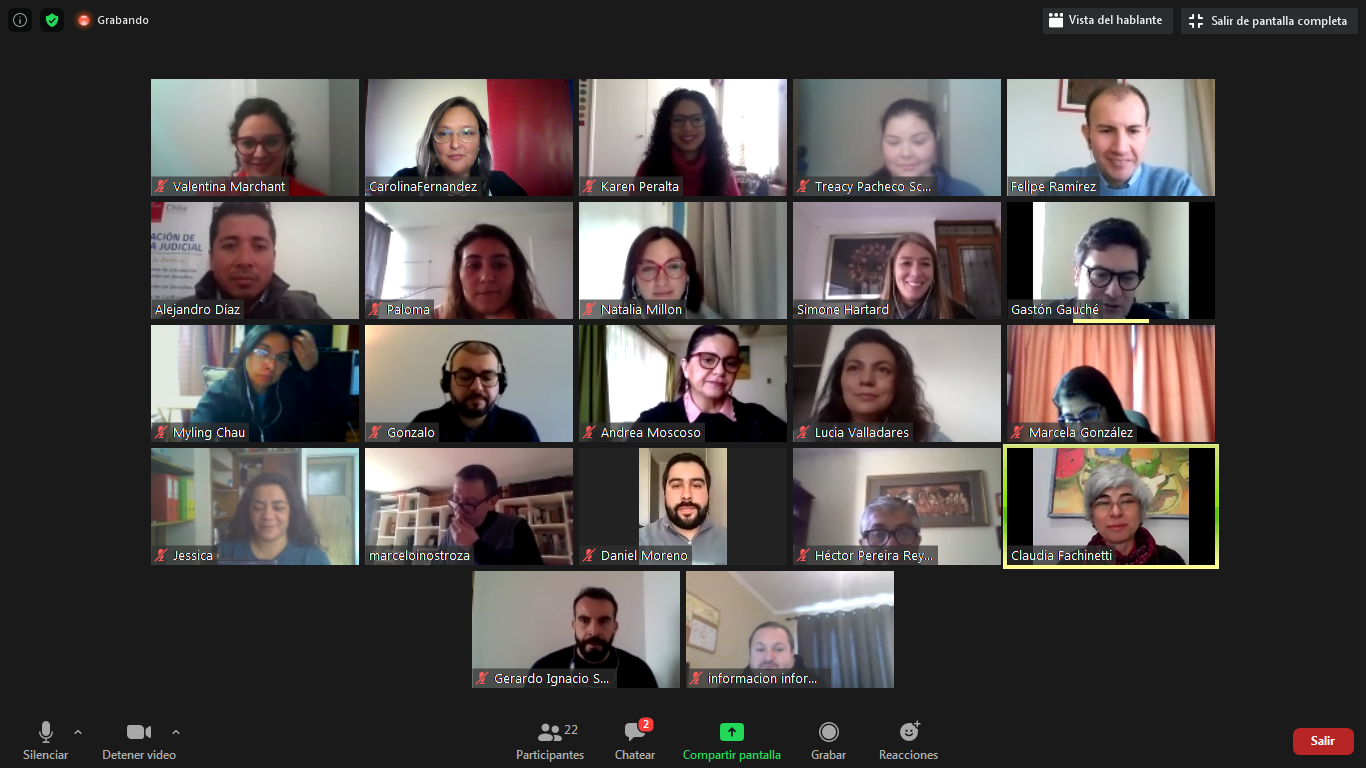 Grabando
Vista del hablante
Salir de pantalla completa
Valentina Marchant
CarolinaFernandez
Karen Peralta
Treacy Pacheco Sc...
Felipe Ramírez
ACIÓN DE
A JUDICIAL
Alejandro Díaz
Paloma
Natalia Millon
Simone Hartard
Gastón Gauché
Myling Chau
Gonzalo
Andrea Moscoso
Lucia Valladares
Marcela González
Jessica
marceloinostroza
Daniel Moreno
Héctor Pereira Rey...
Claudia Fachinetti
Gerardo Ignacio S...
informacion infor...
22
2
Silenciar
Detener video
Participantes
Chatear
Compartir pantalla
Grabar
Reacciones
Salir